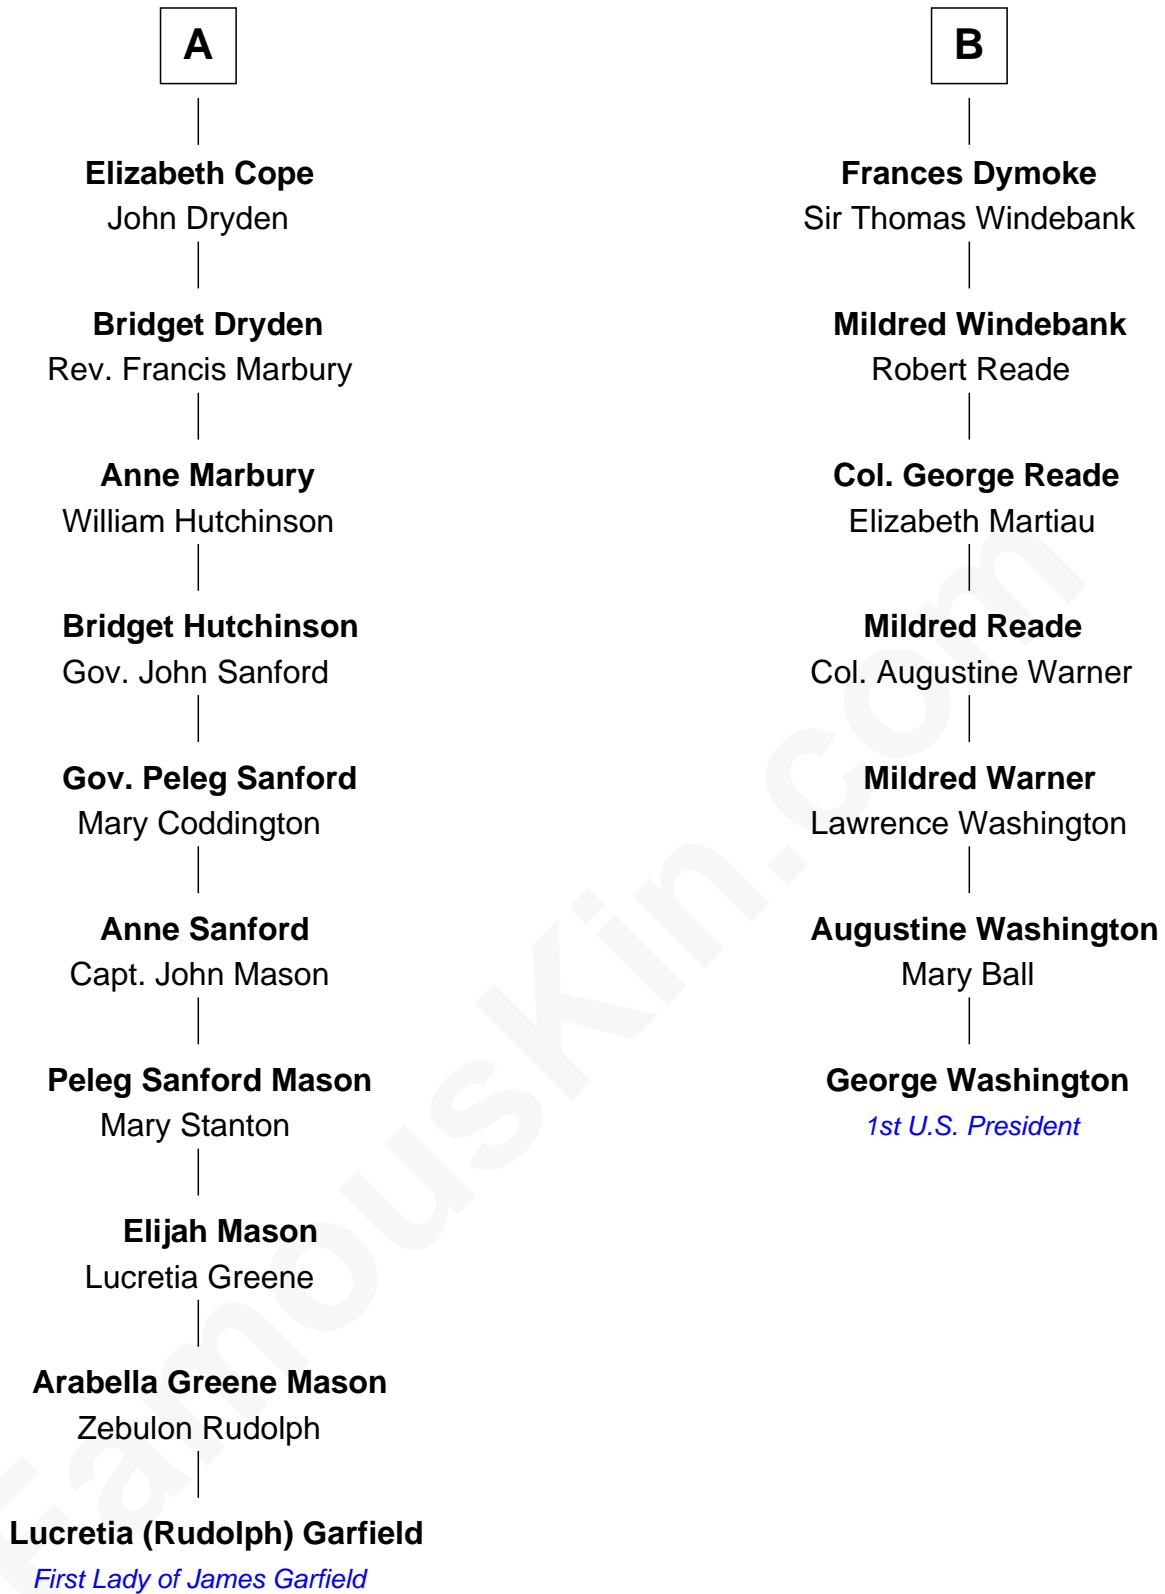 A
Elizabeth Cope
John Dryden
Bridget Dryden
Rev. Francis Marbury
Anne Marbury
William Hutchinson
Bridget Hutchinson
Gov. John Sanford
Gov. Peleg Sanford
Mary Coddington
Anne Sanford
Capt. John Mason
Peleg Sanford Mason
Mary Stanton
Elijah Mason
Lucretia Greene
Arabella Greene Mason
Zebulon Rudolph
Lucretia (Rudolph) Garfield
First Lady of James Garfield
B
Frances Dymoke
Sir Thomas Windebank
Mildred Windebank
Robert Reade
Col. George Reade
Elizabeth Martiau
Mildred Reade
Col. Augustine Warner
Mildred Warner
Lawrence Washington
Augustine Washington
Mary Ball
George Washington
1st U.S. President
FamousKin.com